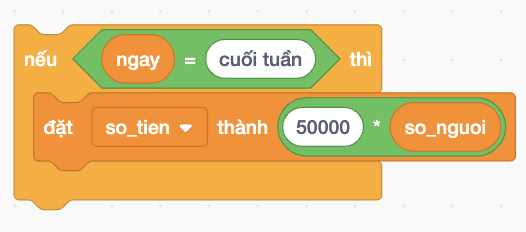 nếu ngay = cuối tuần thì
đặt so_tien thành 50000 * so_nguoi